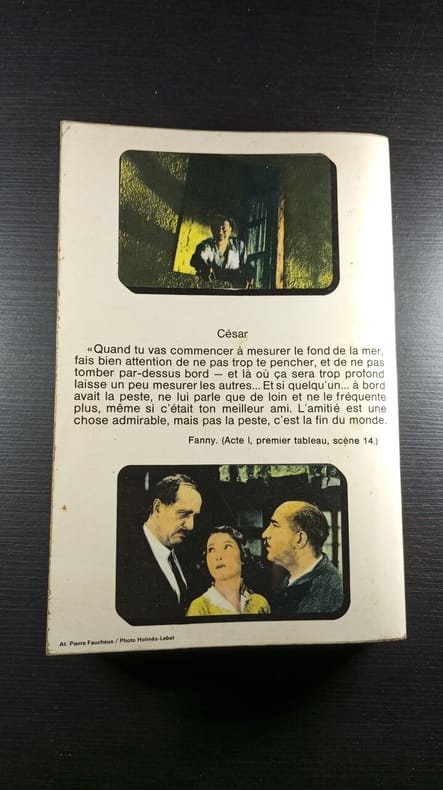 César
«Quand tu vas commencer à mesurer le fond de la mer,
fais bien attention de ne pas trop te pencher, et de ne pas
tomber par-dessus bord – et là où ça sera trop profond
laisse un peu mesurer les autres... Et si quelqu'un... à bord
avait la peste, ne lui parle que de loin et ne le fréquente
plus, même si c'était ton meilleur ami. L'amitié est une
chose admirable, mais pas la peste, c'est la fin du monde.
Fanny. (Acte I, premier tableau, scène 14.)
At. Pierre Faucheux / Photo Holmès-Lebel